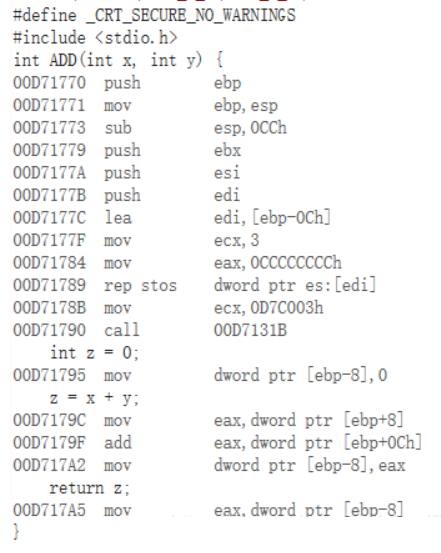 #define _CRT_SECURE_NO_WARNINGS
#include <stdio.h>
int ADD(int x, int y) {
00D71770 push ebp
00D71771 mov ebp,esp
00D71773 sub esp,0CCh
00D71779 push ebx
00D7177A push esi
00D7177B push edi
00D7177C lea edi,[ebp-0Ch]
00D7177F mov ecx,3
00D71784 mov eax,0CCCCCCCCh
00D71789 rep stos dword ptr es:[edi]
00D7178B mov ecx,0D7C003h
00D71790 call 00D7131B
int z = 0;
00D71795 mov dword ptr [ebp-8],0
z = x + y;
00D7179C mov eax,dword ptr [ebp+8]
00D7179F add eax,dword ptr [ebp+0Ch]
00D717A2 mov dword ptr [ebp-8],eax
return z;
00D717A5 mov eax,dword ptr [ebp-8]
}